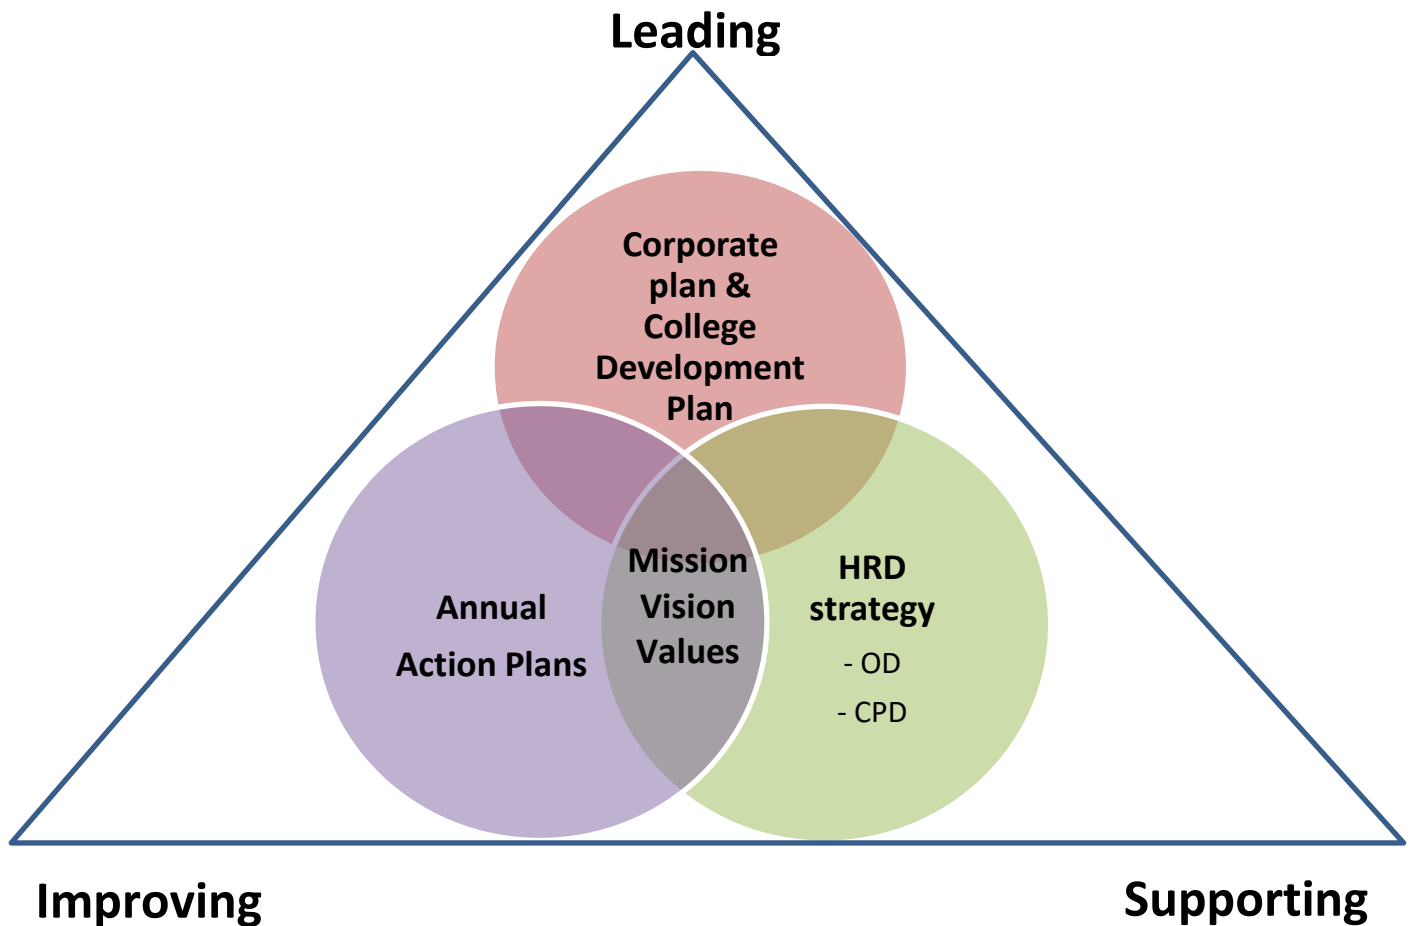 Leading
Corporate
plan &
College
Development
Plan
Mission
Vision
Values
Annual
Action Plans
HRD
strategy
- OD
- CPD
Improving
Supporting